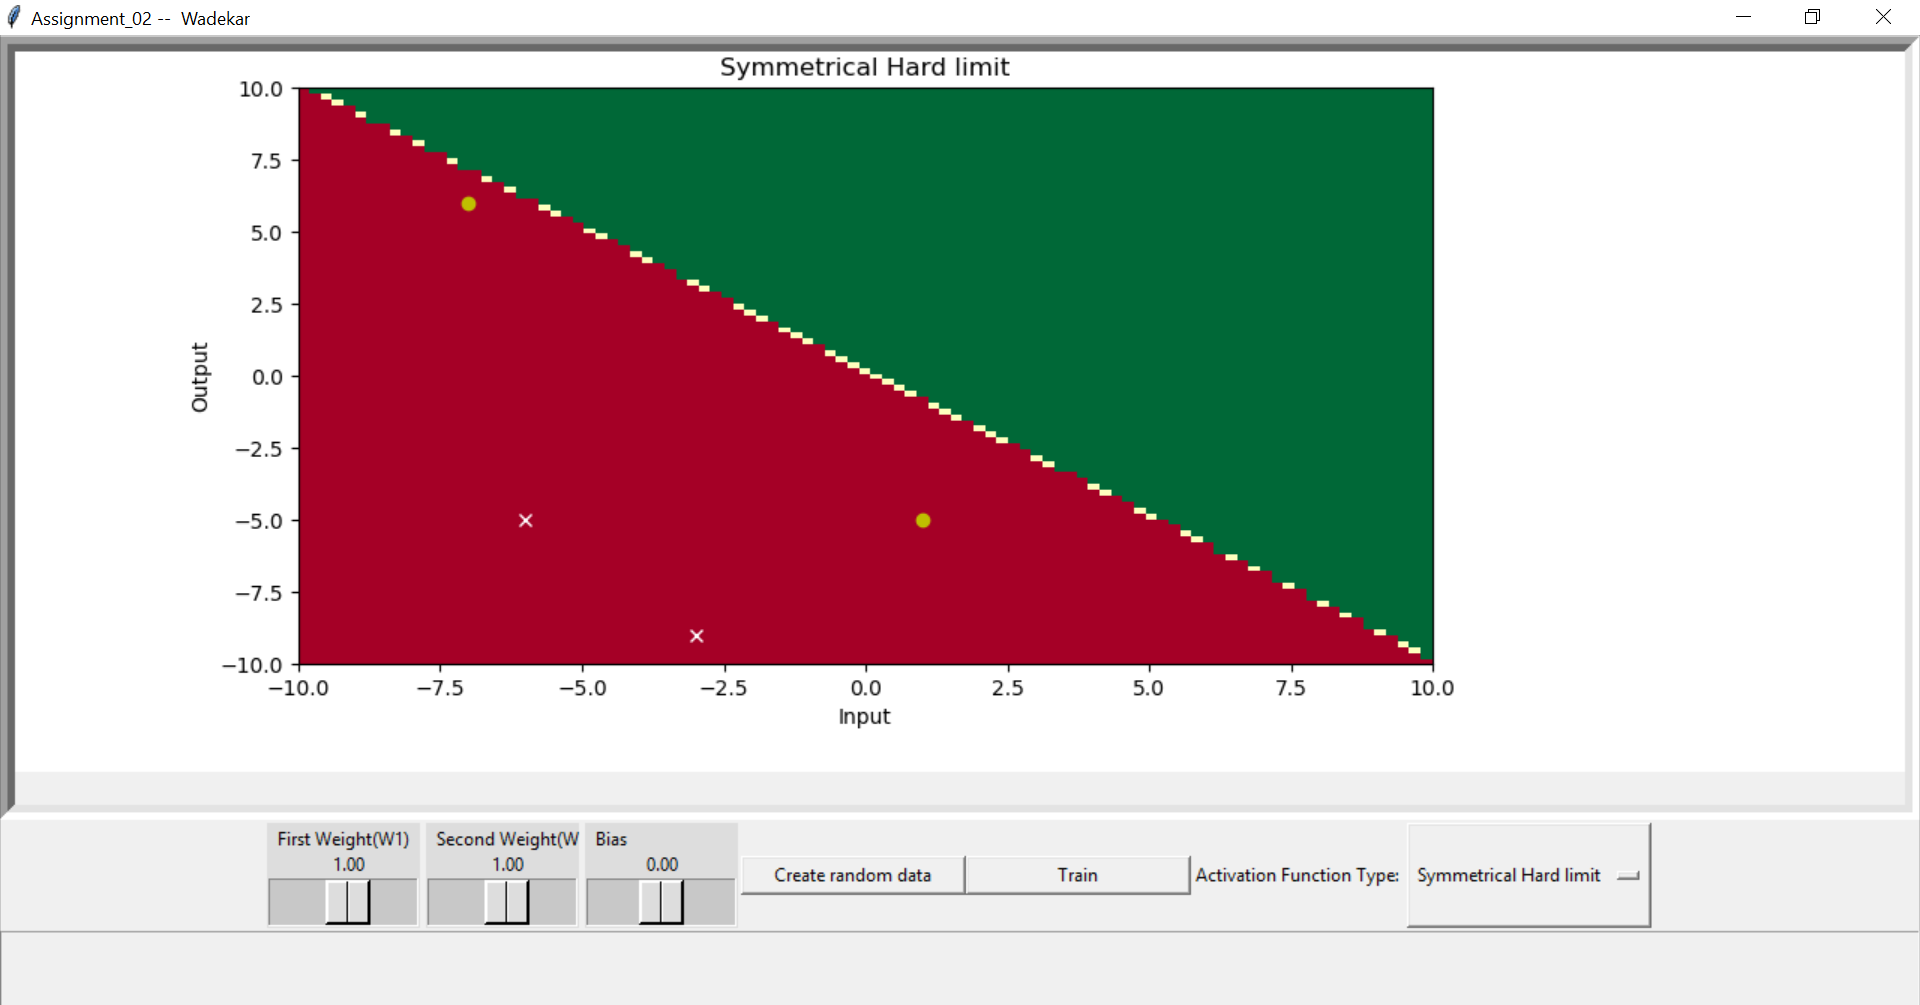 Assignment_02 -- Wadekar
Symmetrical Hard limit
10.0
7.5
5.0
2.5
0.0
−2.5
−5.0
−7.5
−10.0
Output
−10.0 −7.5 −5.0 −2.5 0.0 2.5 5.0 7.5 10.0
Input
First Weight(W1) Second Weight(W Bias
1.00 1.00 0.00
Create random data Train Activation Function Type: Symmetrical Hard limit